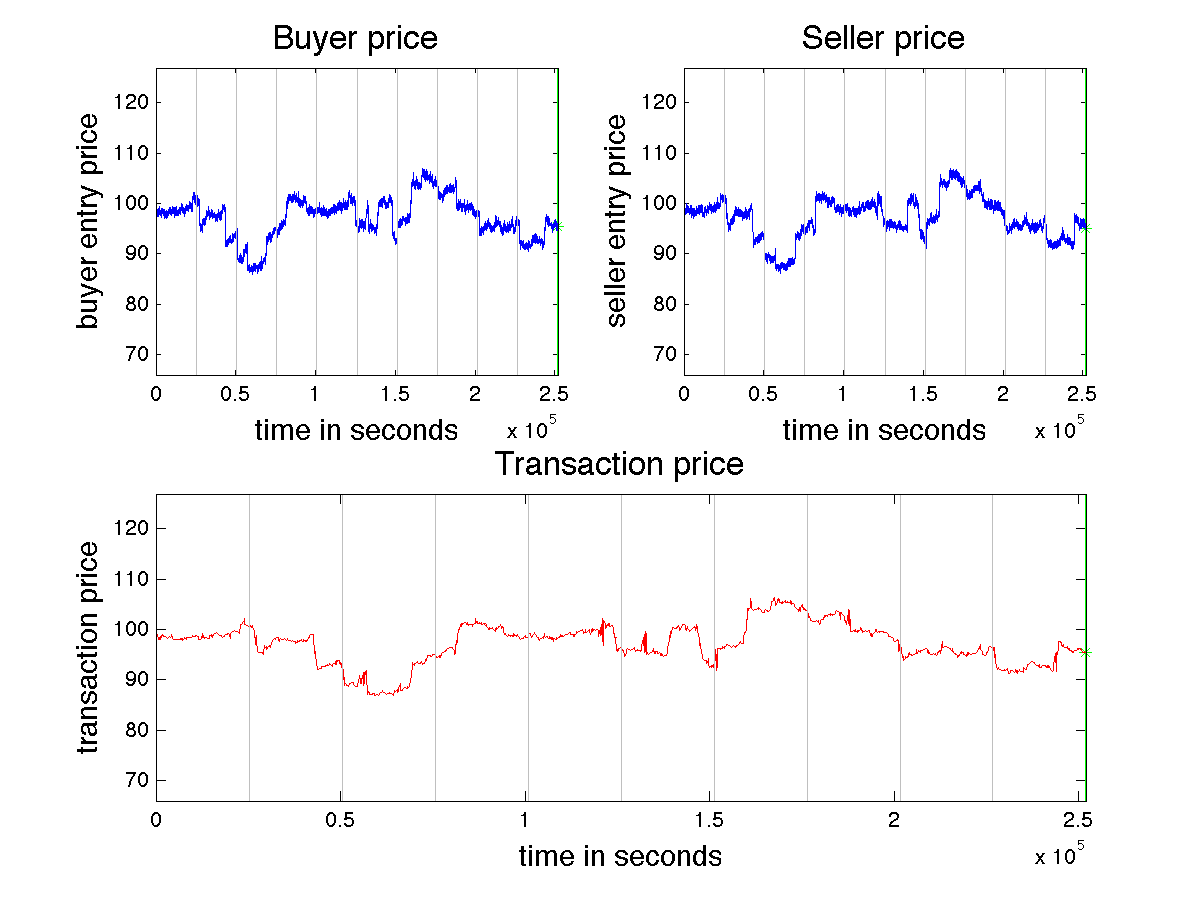 Buyer price
Seller price
buyer entry price
120
110
100
90
80
70
0 0.5 1 1.5 2 2.5
x 10^5
time in seconds
seller entry price
120
110
100
90
80
70
0 0.5 1 1.5 2 2.5
x 10^5
time in seconds
Transaction price
transaction price
120
110
100
90
80
70
0 0.5 1 1.5 2 2.5
x 10^5
time in seconds